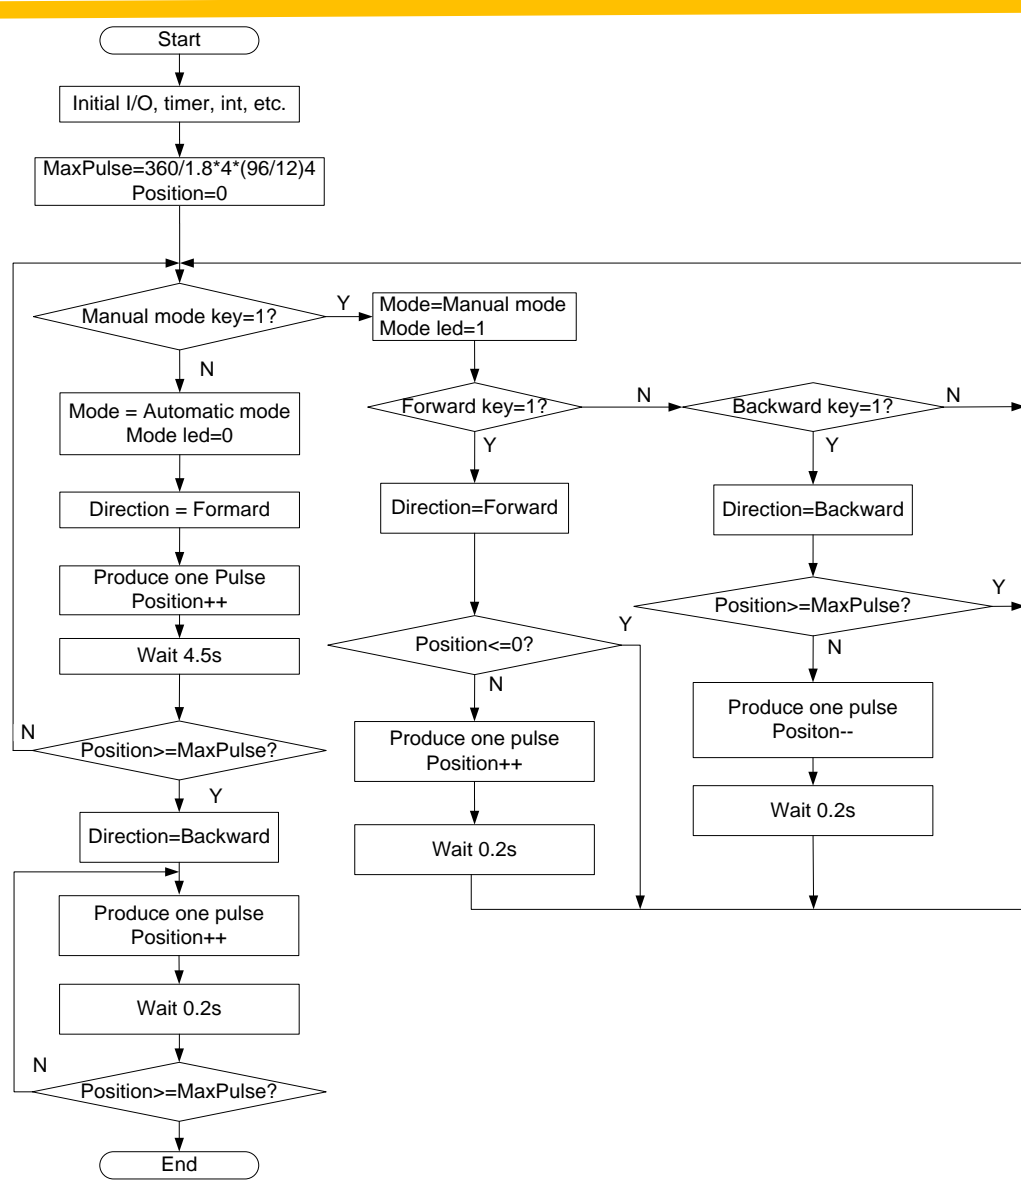 Start
Initial I/O, timer, int, etc.
MaxPulse=360/1.8*4*(96/12)4
Position=0
Manual mode key=1?
Y
N
Mode=Manual mode
Mode led=1
Mode = Automatic mode
Mode led=0
Direction = Formard
Produce one Pulse
Position++
Wait 4.5s
Position>=MaxPulse?
N
Y
Direction=Backward
Produce one pulse
Position++
Wait 0.2s
Position>=MaxPulse?
N
End
Forward key=1?
N
Y
Direction=Forward
Position<=0?
Y
N
Produce one pulse
Position++
Wait 0.2s
Backward key=1?
N
Y
Direction=Backward
Position>=MaxPulse?
Y
N
Produce one pulse
Positon--
Wait 0.2s